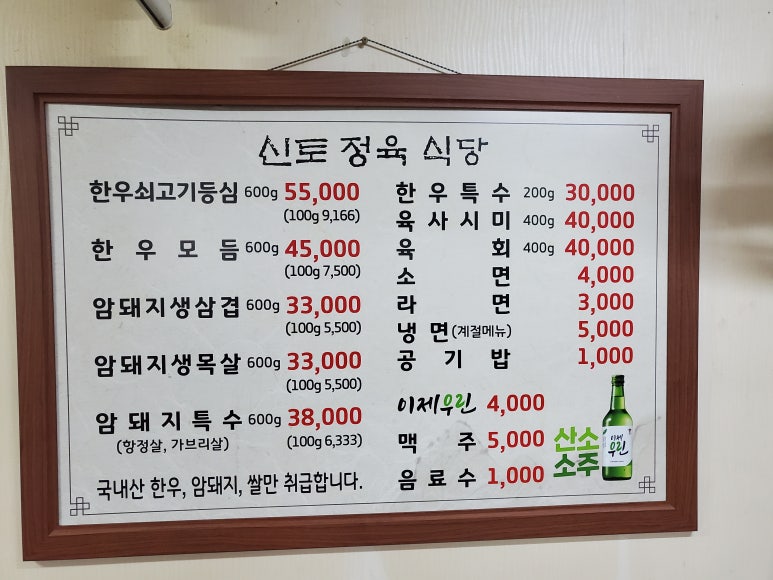 신토 정육 식당
한우쇠고기등심 600g 55,000
(100g 9,166)
한우모듬 600g 45,000
(100g 7,500)
암돼지생삼겹 600g 33,000
(100g 5,500)
암돼지생목살 600g 33,000
(100g 5,500)
암돼지특수 600g 38,000
(항정살, 가브리살) (100g 6,333)
국내산 한우, 암돼지, 쌀만 취급합니다.
한우특수 200g 30,000
육사시미 400g 40,000
육회 400g 40,000
소면 4,000
라면 3,000
냉면 (계절메뉴) 5,000
공기밥 1,000
이제우린 4,000
맥주 5,000
음료수 1,000
산소
소주
이제
우린